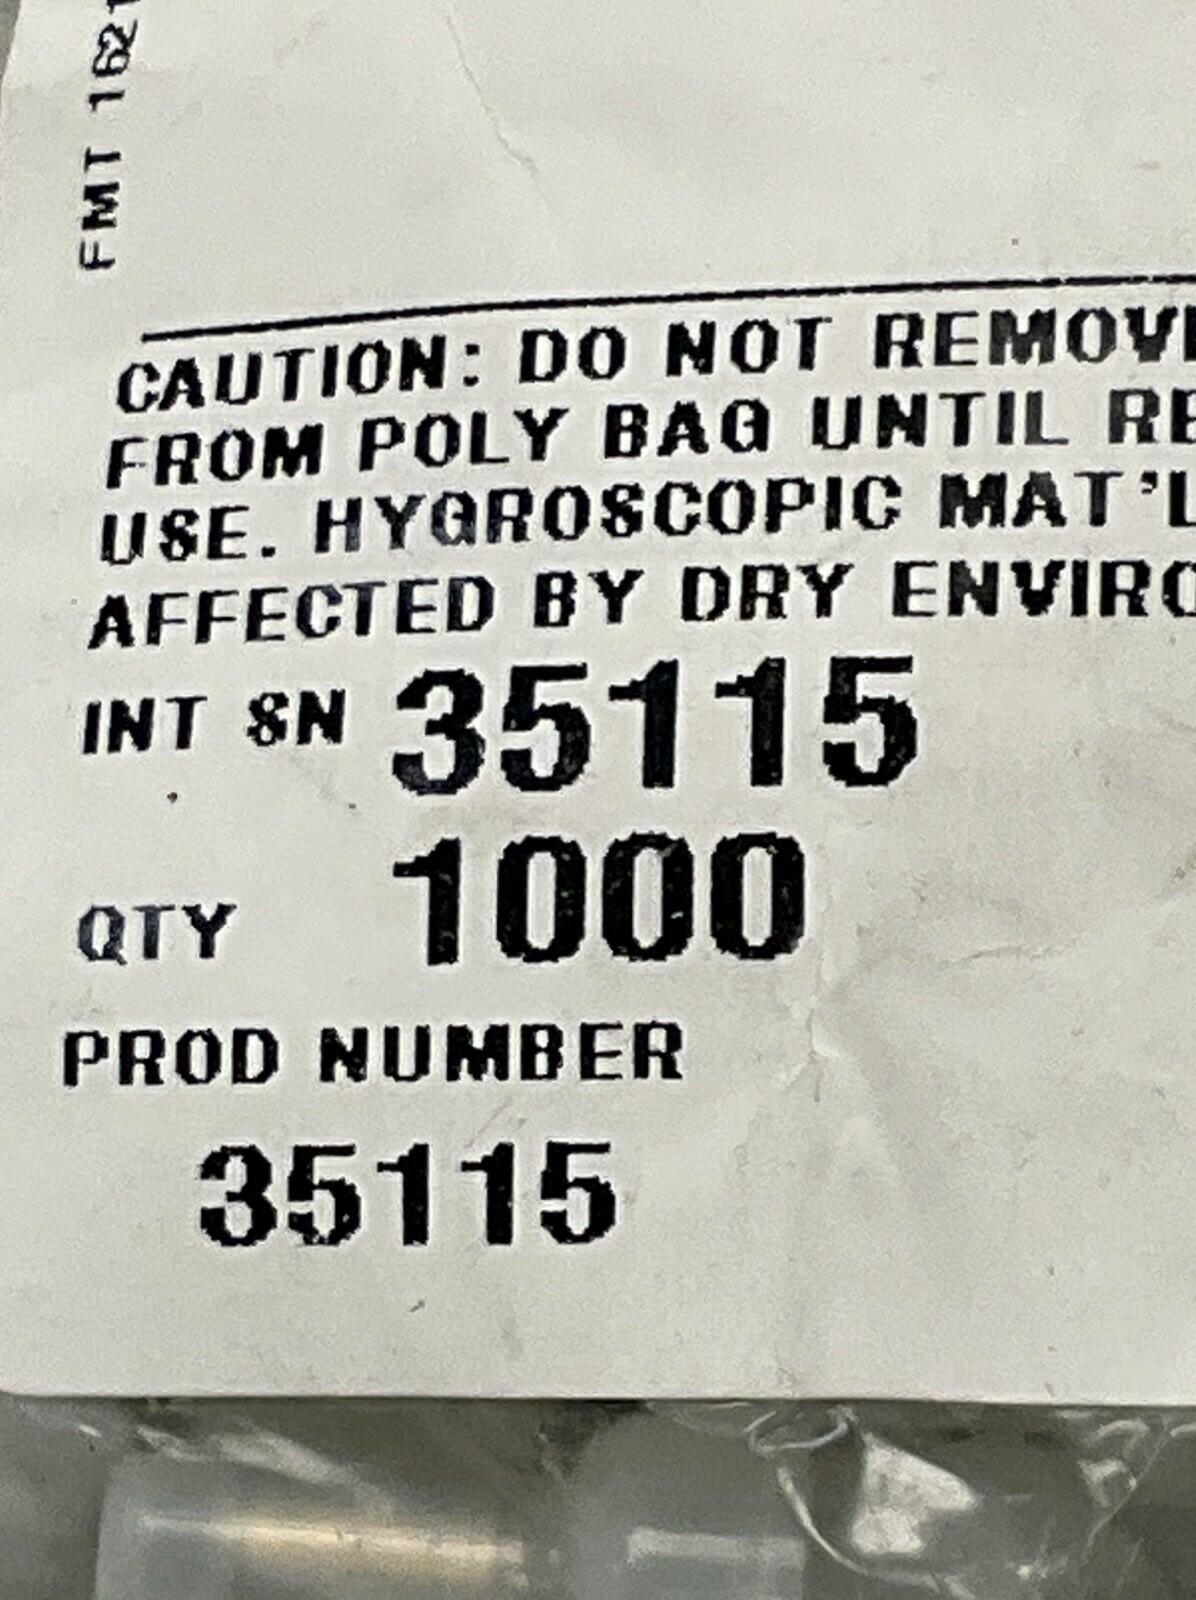 FMT 162
CAUTION: DO NOT REMOV
FROM POLY BAG UNTIL RE
USE. HYGROSCOPIC MAT'L
AFFECTED BY DRY ENVIRO
INT SN 35115
QTY 1000
PROD NUMBER
35115